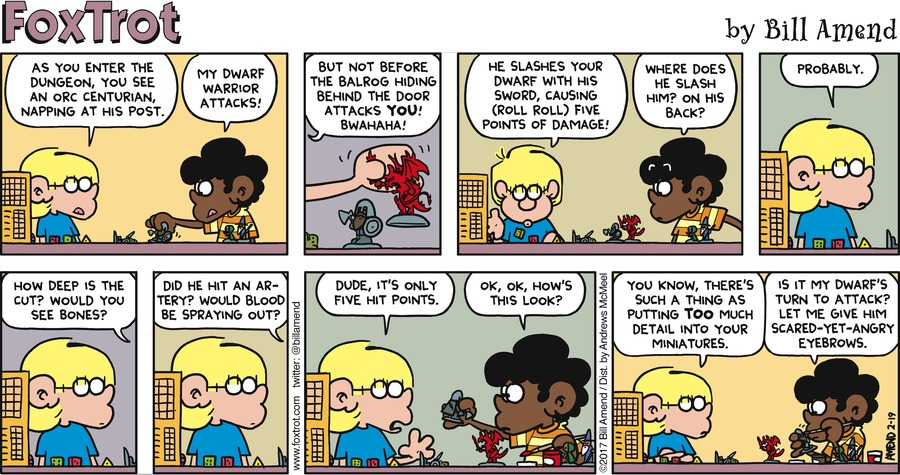 FOXTROT
by Bill Amend
AS YOU ENTER THE
DUNGEON, YOU SEE
AN ORC CENTURIAN,
NAPPING AT HIS POST.
MY DWARF
WARRIOR
ATTACKS!
BUT NOT BEFORE
THE BALROG HIDING
BEHIND THE DOOR
ATTACKS YOU!
BWAHAHA!
HE SLASHES YOUR
DWARF WITH HIS
SWORD, CAUSING
(ROLL ROLL) FIVE
POINTS OF DAMAGE!
WHERE DOES
HE SLASH
HIM? ON HIS
BACK?
PROBABLY.
HOW DEEP IS THE
CUT? WOULD YOU
SEE BONES?
DID HE HIT AN AR-
TERY? WOULD BLOOD
BE SPRAYING OUT?
www.foxtrot.com twitter: @billamend
DUDE, IT'S ONLY
FIVE HIT POINTS.
OK, OK, HOW'S
THIS LOOK?
©2017 Bill Amend / Dist. by Andrews McMeel
YOU KNOW, THERE'S
SUCH A THING AS
PUTTING TOO MUCH
DETAIL INTO YOUR
MINIATURES.
IS IT MY DWARF'S
TURN TO ATTACK?
LET ME GIVE HIM
SCARED-YET-ANGRY
EYEBROWS.
AMEND 2-19